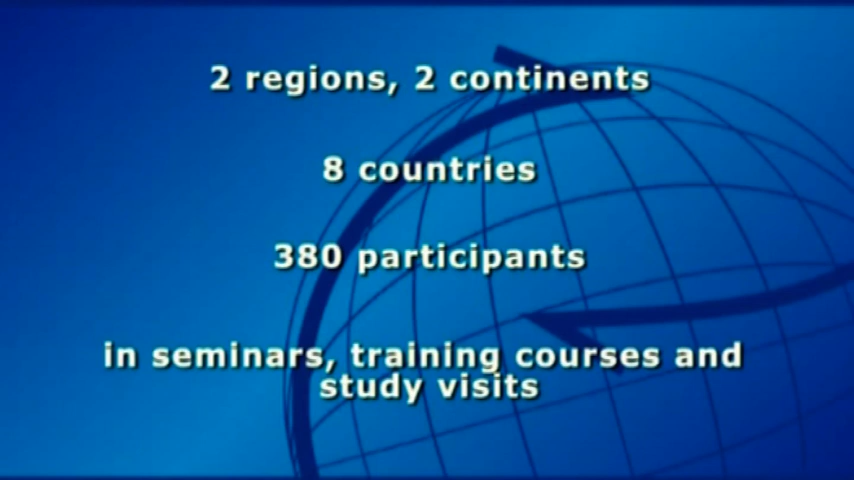 2 regions, 2 continents
8 countries
380 participants
in seminars, training courses and
study visits